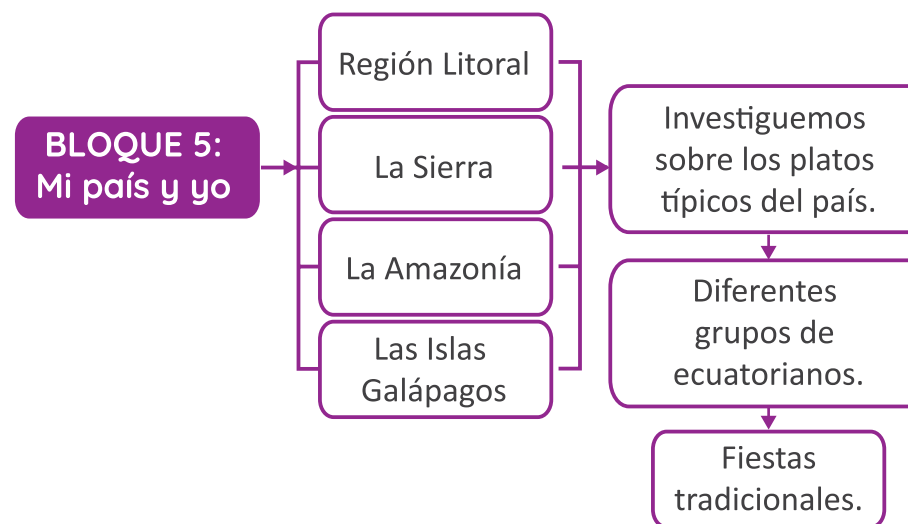 BLOQUE 5:
Mi país y yo
Región Litoral
La Sierra
La Amazonía
Las Islas
Galápagos
Investiguemos
sobre los platos
típicos del país.
Diferentes
grupos de
ecuatorianos.
Fiestas
tradicionales.